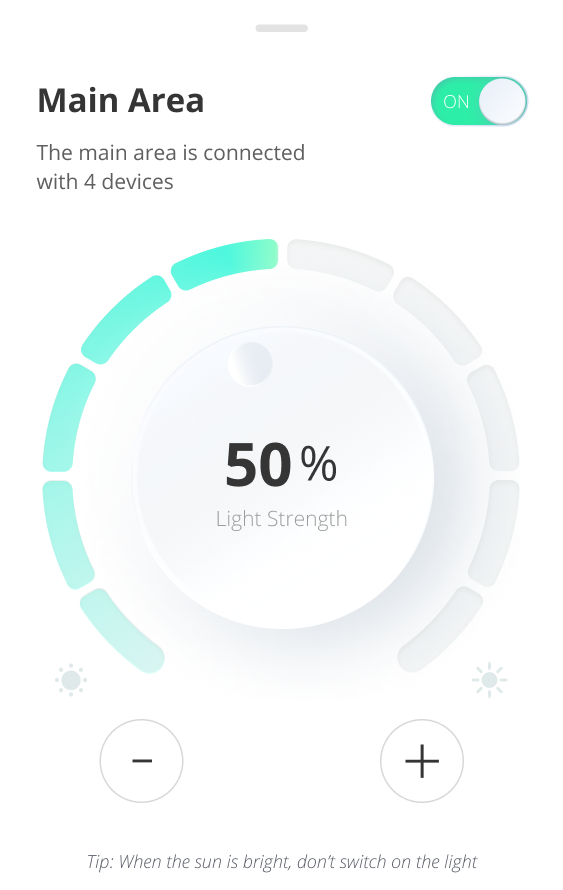 Main Area
ON
The main area is connected
with 4 devices
50 %
Light Strength
Tip: When the sun is bright, don’t switch on the light